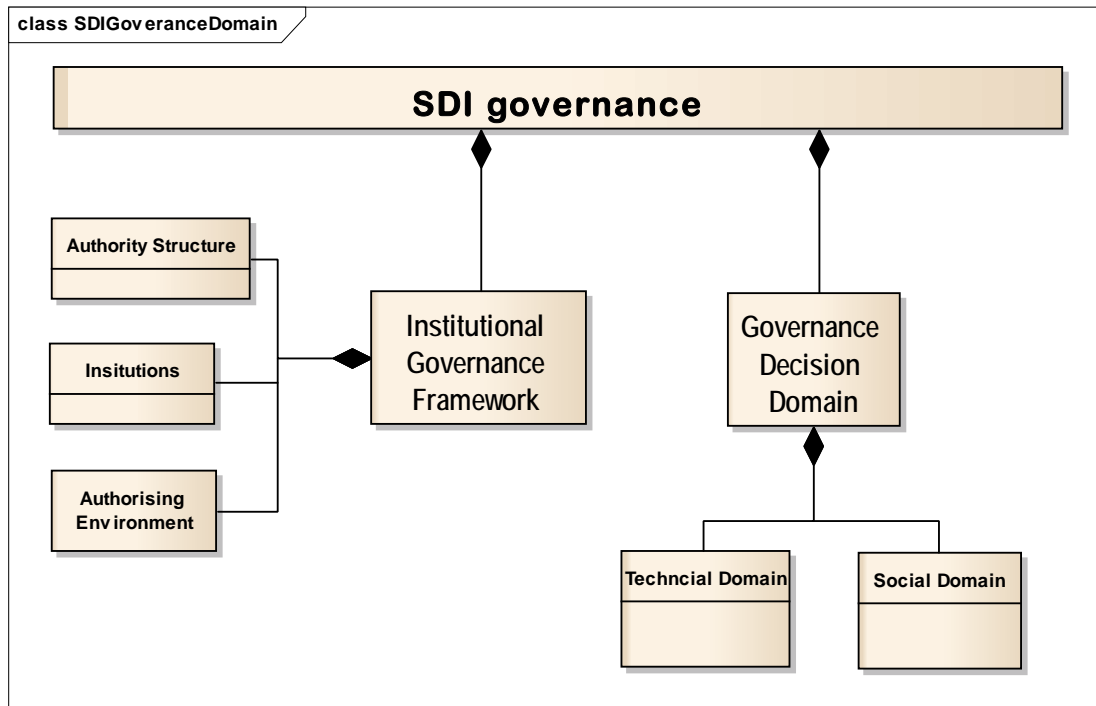 class SDIGoveranceDomain
SDI governance
Authority Structure
Insitutions
Authorising
Environment
Institutional
Governance
Framework
Governance
Decision
Domain
Techncial Domain
Social Domain